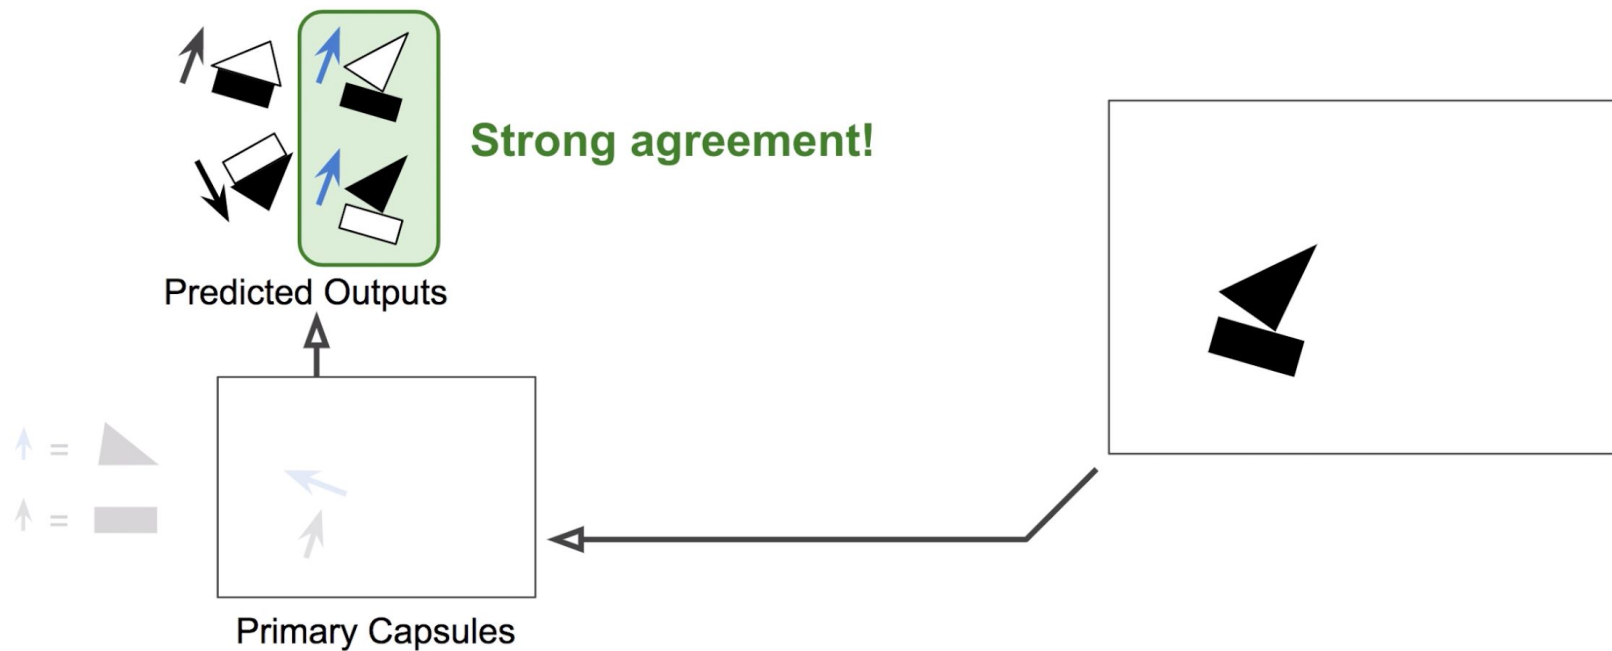 Strong agreement!
Predicted Outputs
=
=
Primary Capsules